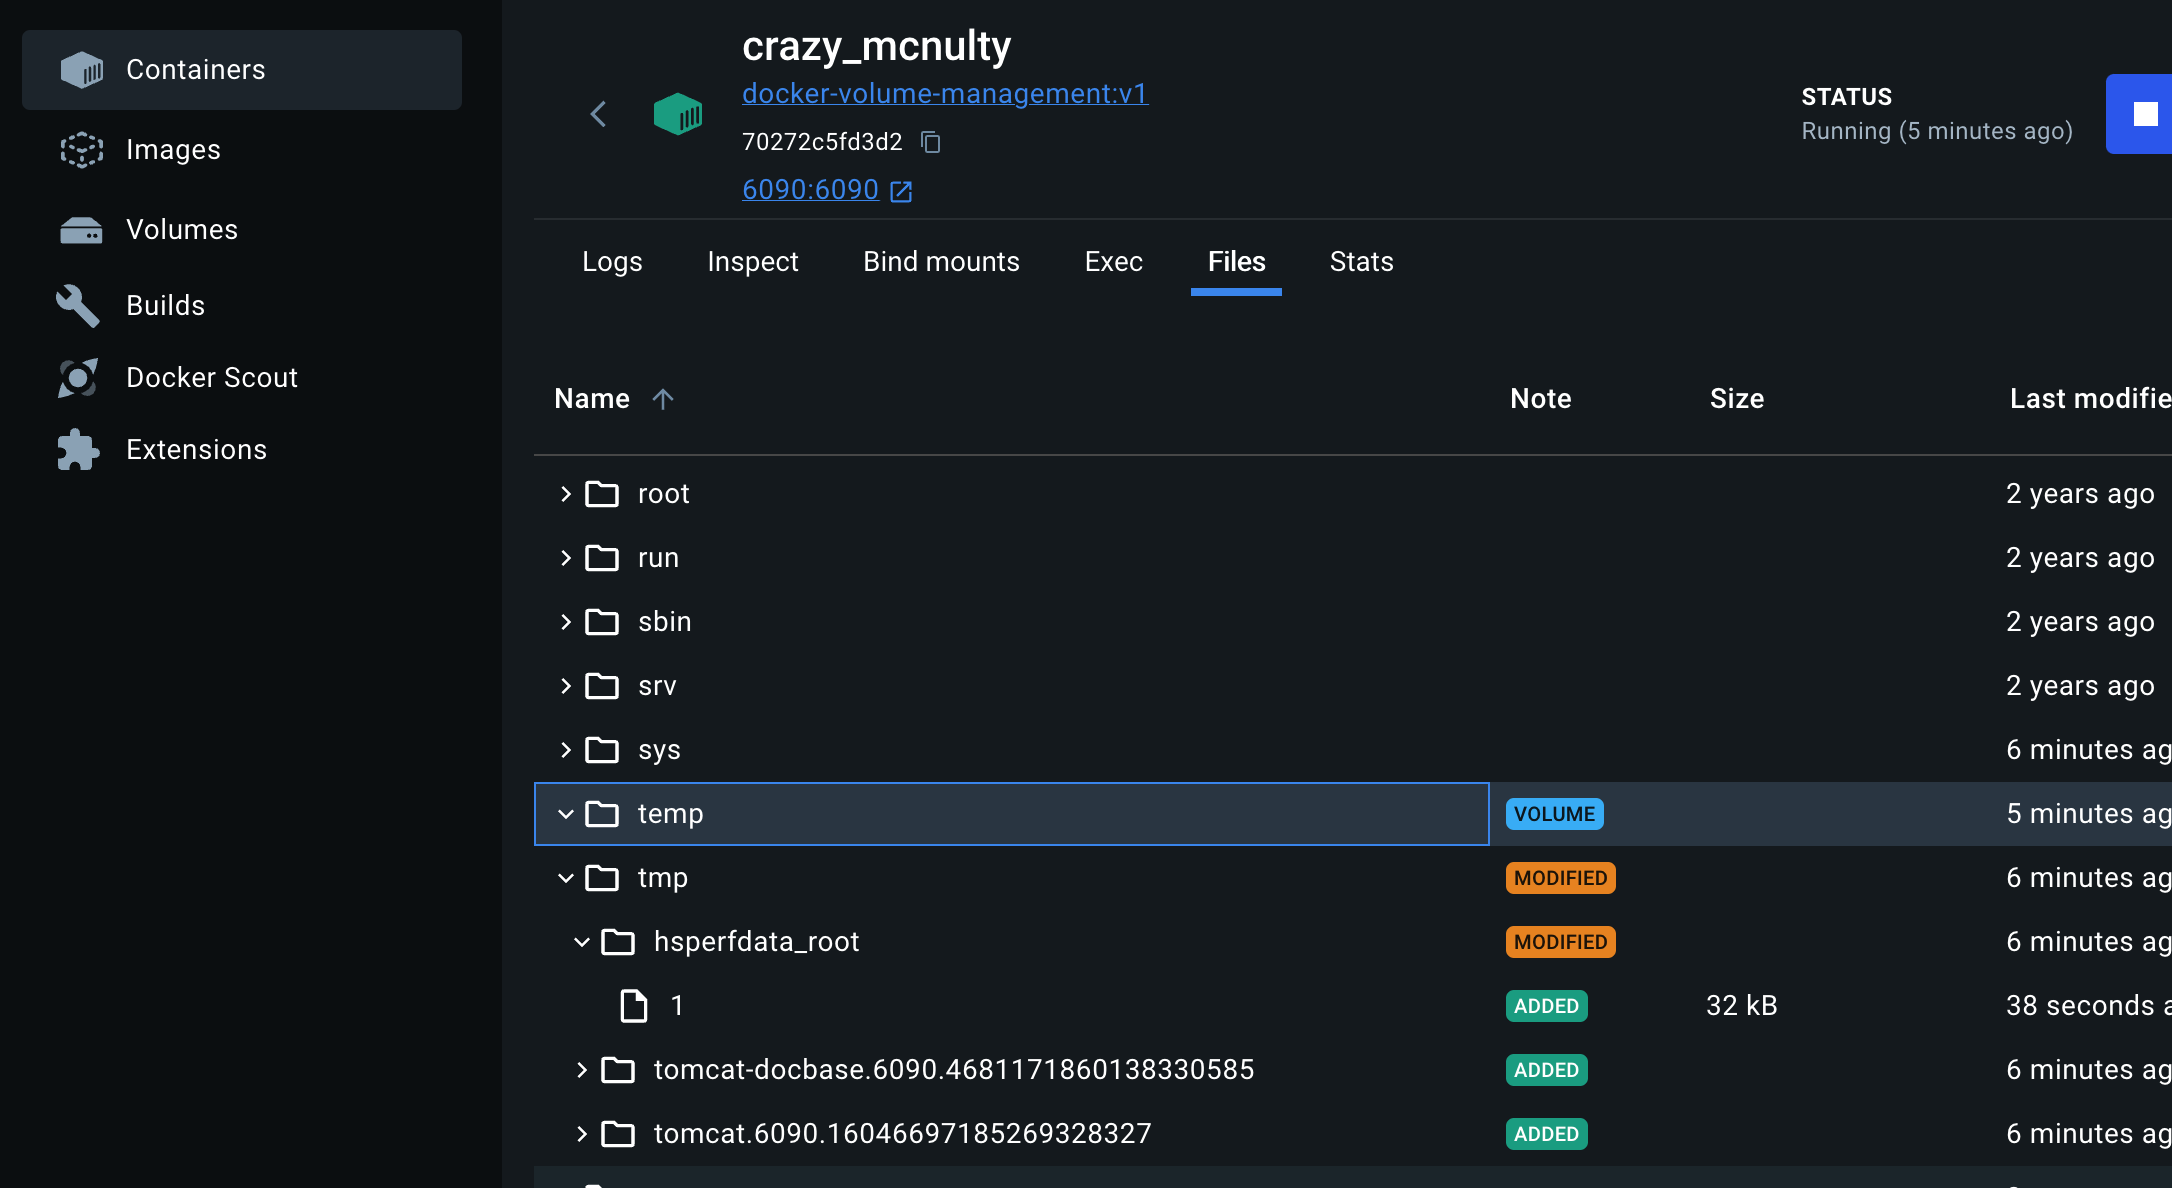 Containers
Images
Volumes
Builds
Docker Scout
Extensions
crazy_mcnulty
docker-volume-management:v1
70272c5fd3d2
6090:6090
STATUS
Running (5 minutes ago)
Logs Inspect Bind mounts Exec Files Stats
Name Note Size Last modifie
root 2 years ago
run 2 years ago
sbin 2 years ago
srv 2 years ago
sys 6 minutes ag
temp VOLUME 5 minutes ag
tmp MODIFIED 6 minutes ag
hsperfdata_root MODIFIED 6 minutes ag
1 ADDED 32 kB 38 seconds a
tomcat-docbase.6090.4681171860138330585 ADDED 6 minutes ag
tomcat.6090.16046697185269328327 ADDED 6 minutes ag